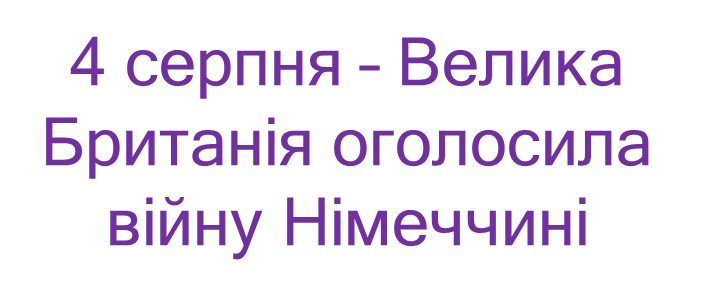 4 серпня – Велика
Британія оголосила
війну Німеччині